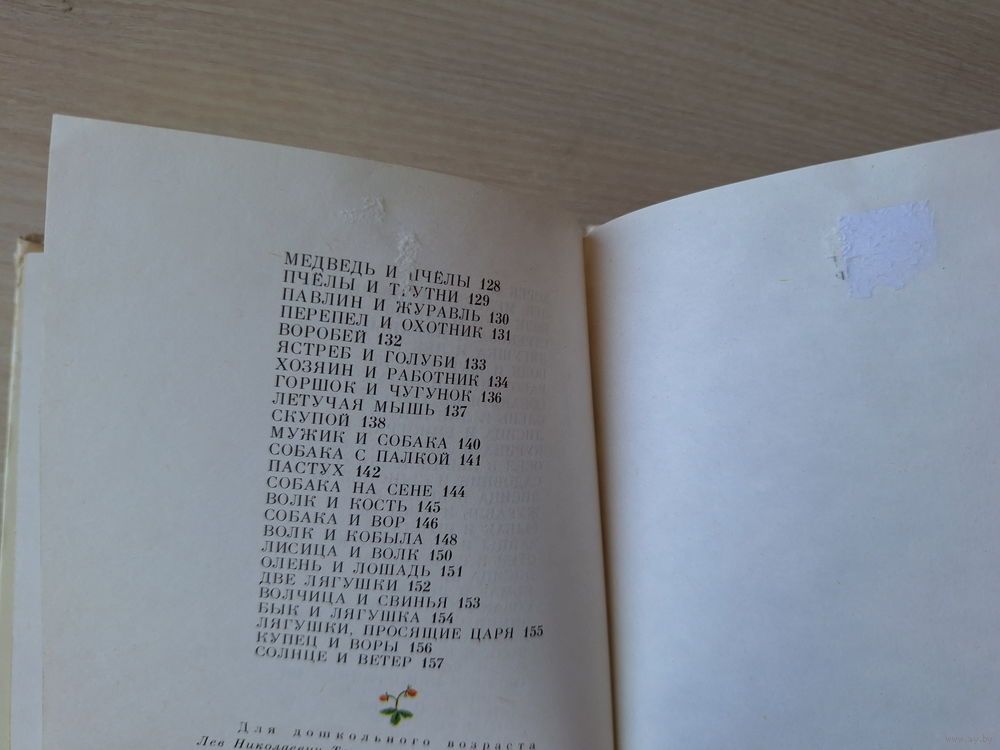 МЕДВЕДЬ И ПЧЁЛЫ 128
ПЧЁЛЫ И ТРУТНИ 129
ПАВЛИН И ЖУРАВЛЬ 130
ПЕРЕПЕЛ И ОХОТНИК 131
ВОРОБЕЙ 132
ЯСТРЕБ И ГОЛУБИ 133
ХОЗЯИН И РАБОТНИК 134
ГОРШОК И ЧУГУНОК 136
ЛЕТУЧАЯ МЫШЬ 137
СКУПОЙ 138
МУЖИК И СОБАКА 140
СОБАКА С ПАЛКОЙ 141
ПАСТУХ 142
СОБАКА НА СЕНЕ 144
ВОЛК И КОСТЬ 145
СОБАКА И ВОР 146
ВОЛК И КОБЫЛА 148
ЛИСИЦА И ВОЛК 150
ОЛЕНЬ И ЛОШАДЬ 151
ДВЕ ЛЯГУШКИ 152
ВОЛЧИЦА И СВИНЬЯ 153
БЫК И ЛЯГУШКА 154
ЛЯГУШКИ, ПРОСЯЩИЕ ЦАРЯ 155
КУПЕЦ И ВОРЫ 156
СОЛНЦЕ И ВЕТЕР 157
Для дошкольного возраста
Лев Николаевич